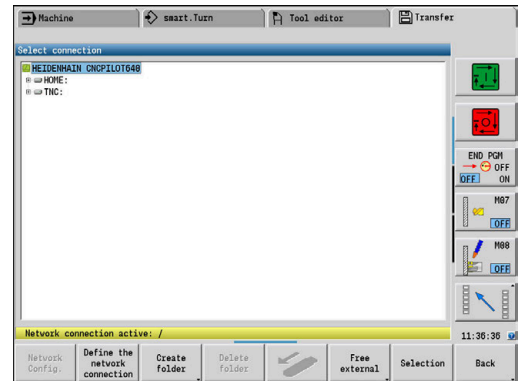 Machine
smart.Turn
Tool editor
Transfer
Select connection
HEIDENHAIN CNCPILOT640
HOME:
TNC:
END PGM
OFF
OFF ON
M07
OFF
M08
OFF
Network connection active: /
11:36:36
Network Config.
Define the network connection
Create folder
Delete folder
Free external
Selection
Back